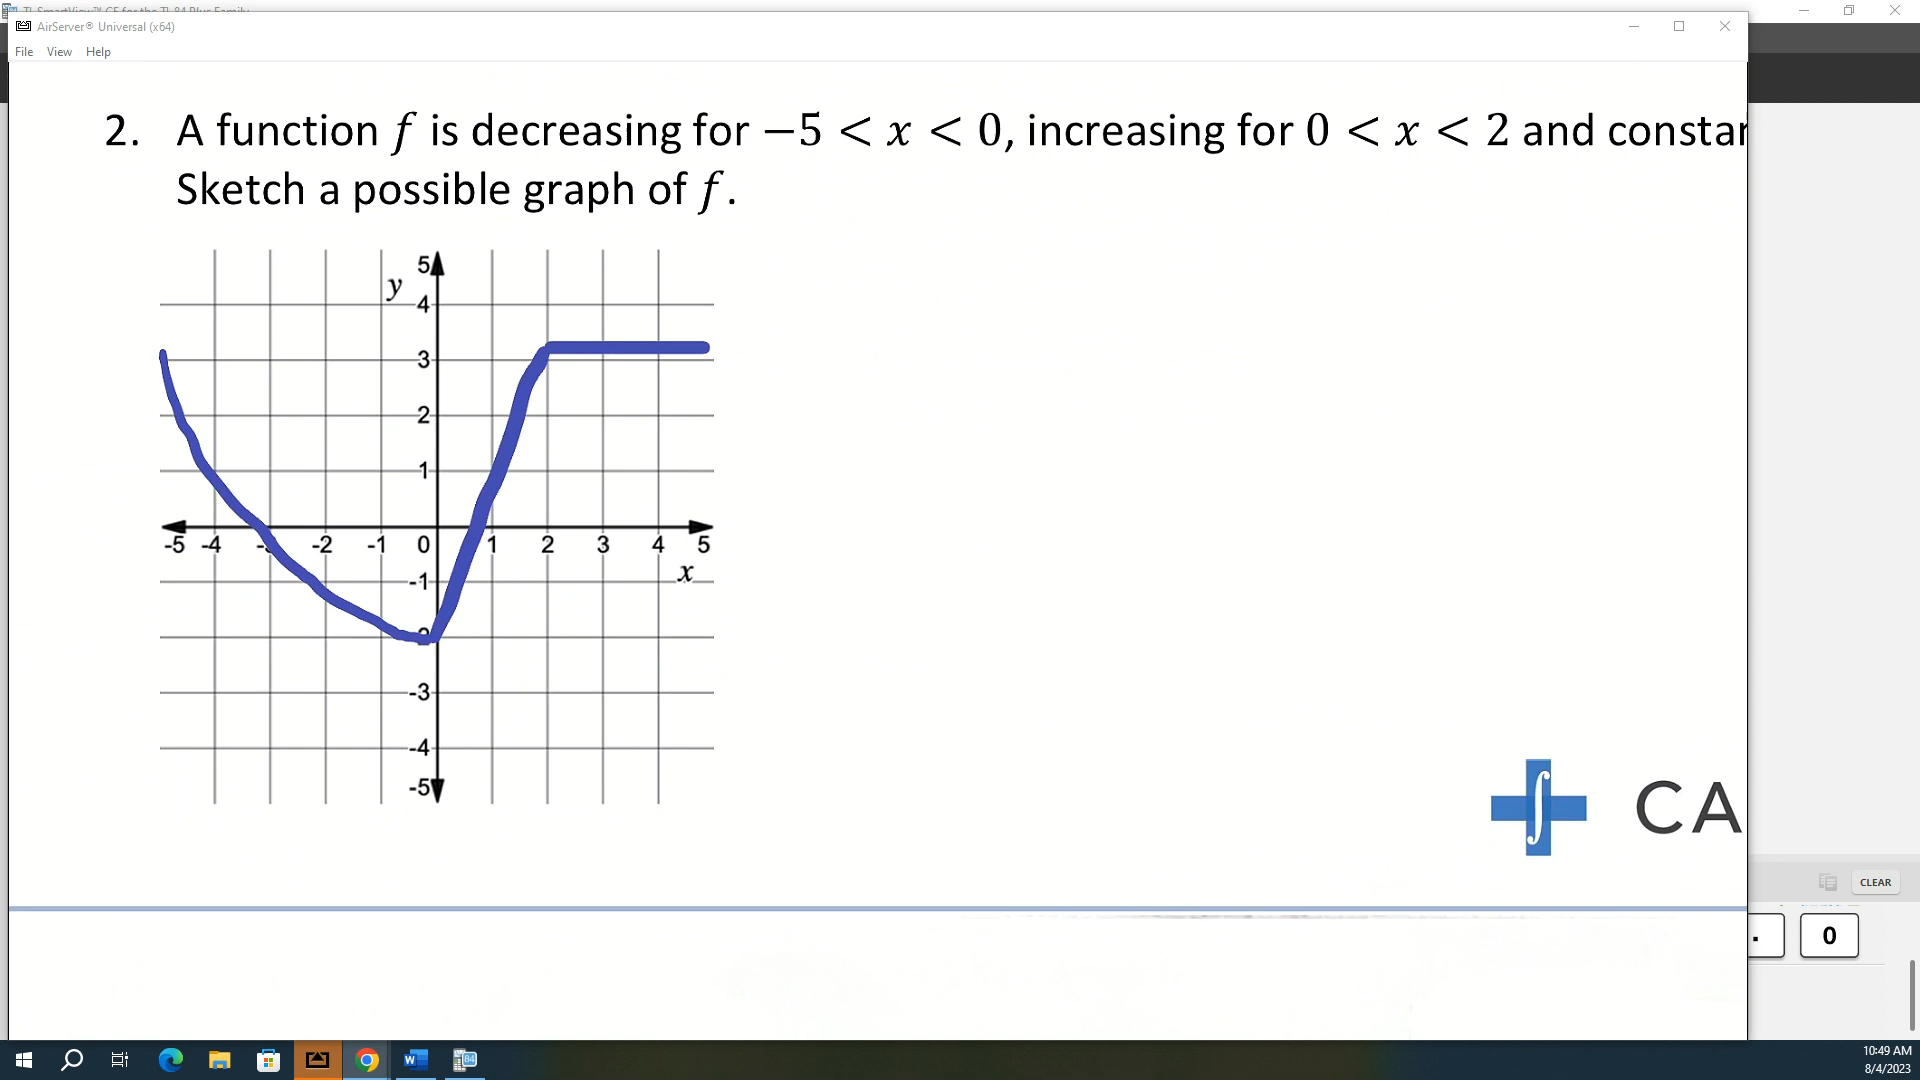 AirServer® Universal (x64)
File View Help
2. A function f is decreasing for −5 < x < 0, increasing for 0 < x < 2 and constan
Sketch a possible graph of f.
y
5
4
3
2
1
-5 -4 -2 -1 0 1 2 3 4 5
x
-1
-3
-4
-5
CA
CLEAR
. 0
84
10:49 AM
8/4/2023